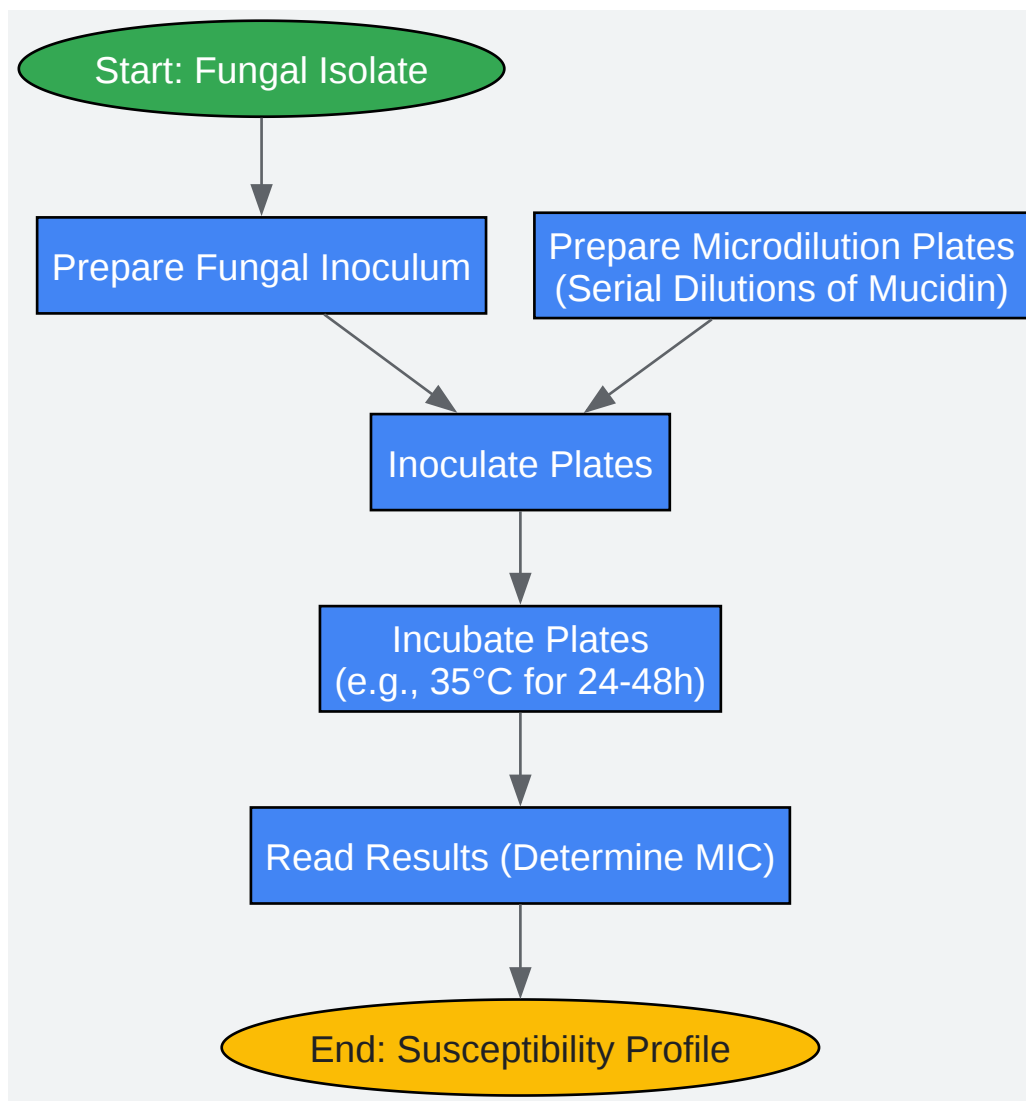 Start: Fungal Isolate
Prepare Fungal Inoculum
Prepare Microdilution Plates
(Serial Dilutions of Mucidin)
Inoculate Plates
Incubate Plates
(e.g., 35°C for 24-48h)
Read Results (Determine MIC)
End: Susceptibility Profile